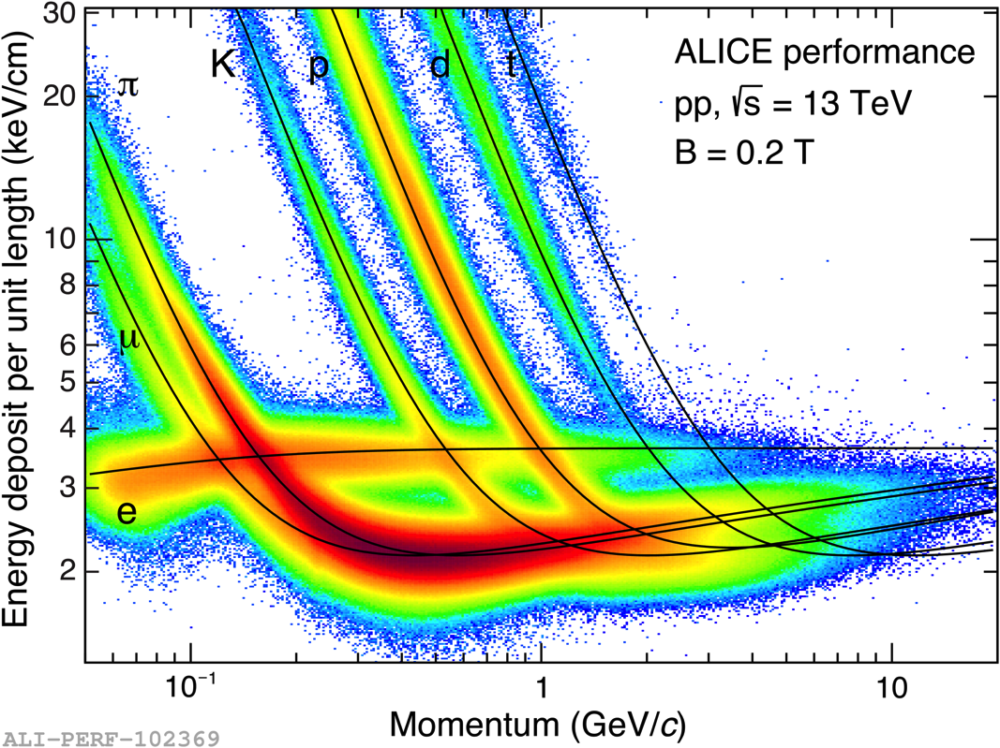 Energy deposit per unit length (keV/cm)
30
20
10
8
6
5
4
3
2
π
K
p
d
t
μ
e
ALICE performance
pp, √s = 13 TeV
B = 0.2 T
10⁻¹
1
10
Momentum (GeV/c)
ALI−PERF−102369